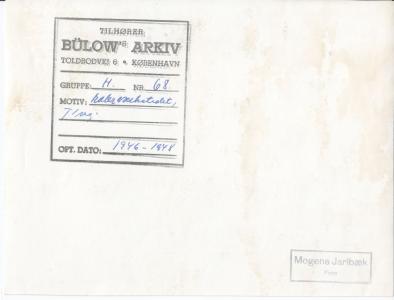 TILHØRER
BÜLOW'S ARKIV
TOLDBODVEJ 6 • KØBENHAVN
GRUPPE: H. NR. 68
MOTIV:
OPT. DATO: 1946-1948
Mogens Jarlbæk
Foto